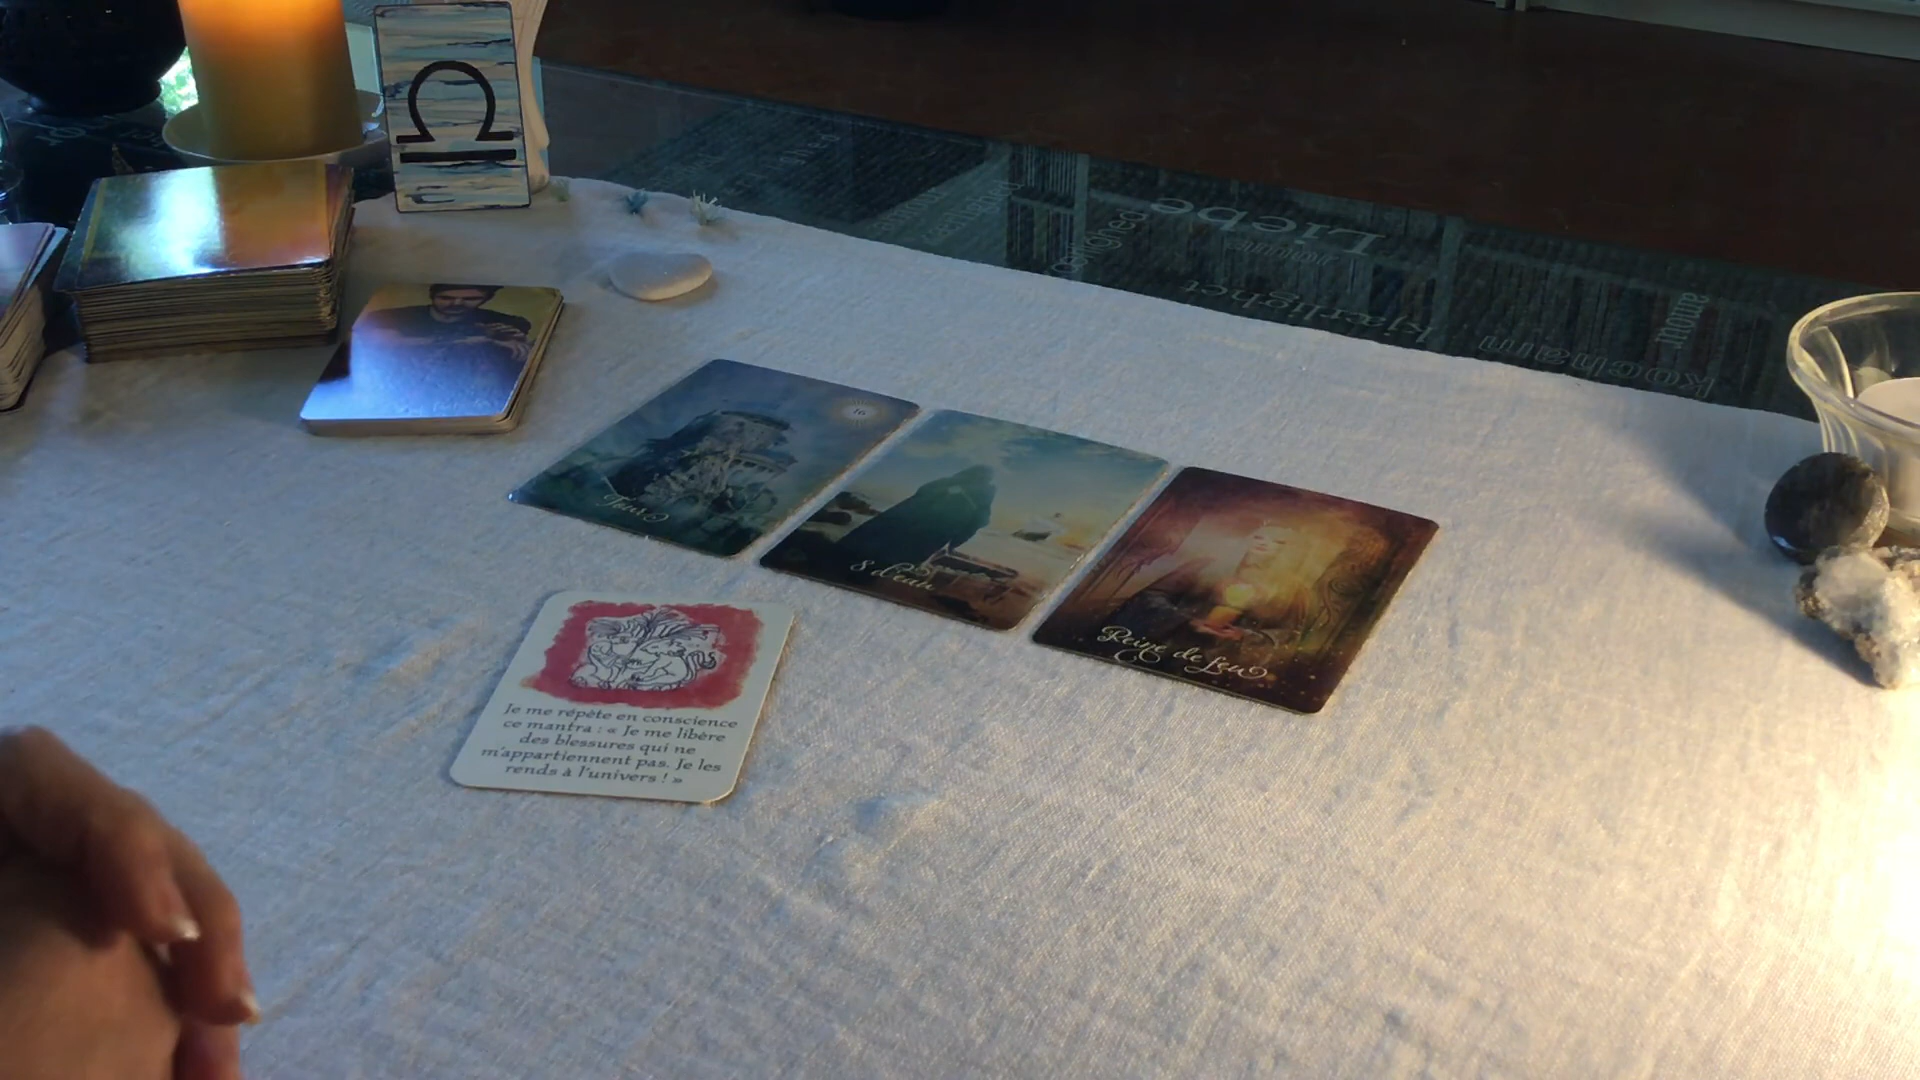 16
Tour
8 d'eau
Reine de feu
Je me répète en conscience
ce mantra : « Je me libère
des blessures qui ne
m'appartiennent pas. Je les
rends à l'univers ! »
Liebe
kjærlighet
amour
kocham